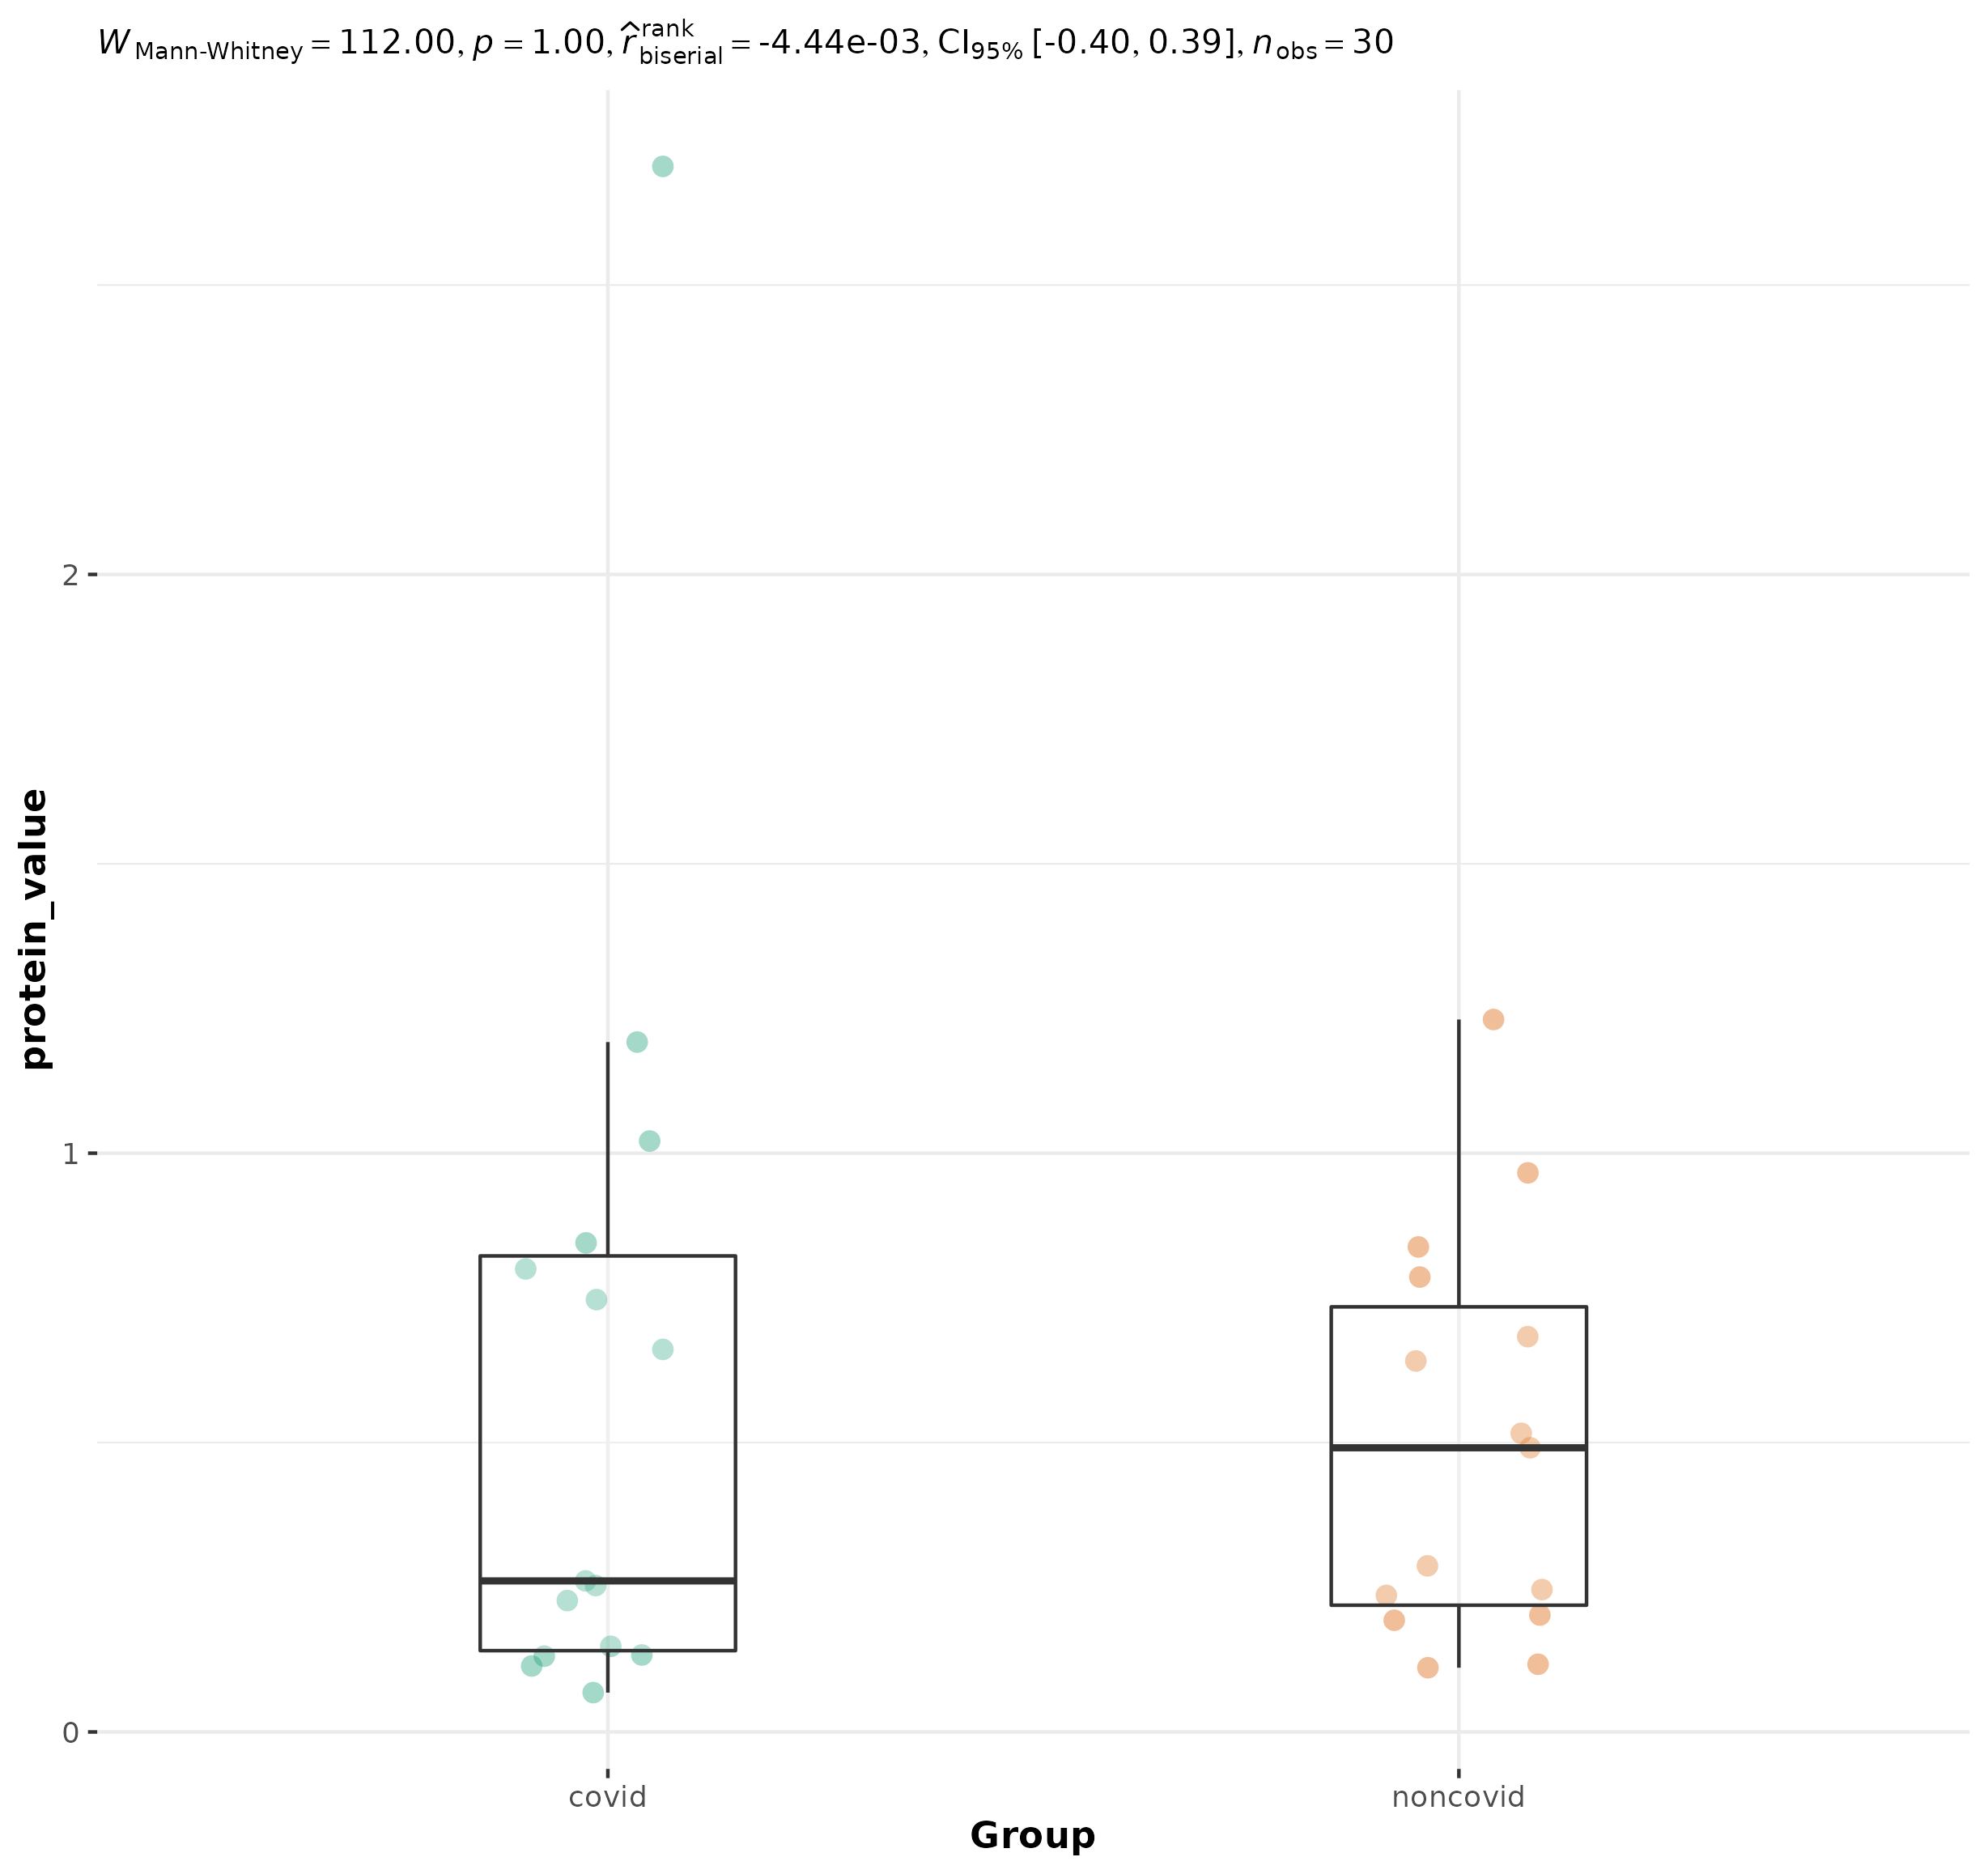 W Mann-Whitney = 112.00, p = 1.00, r̂ rank biserial = -4.44e-03, CI95% [-0.40, 0.39], nobs = 30
protein_value
2
1
0
covid noncovid
Group